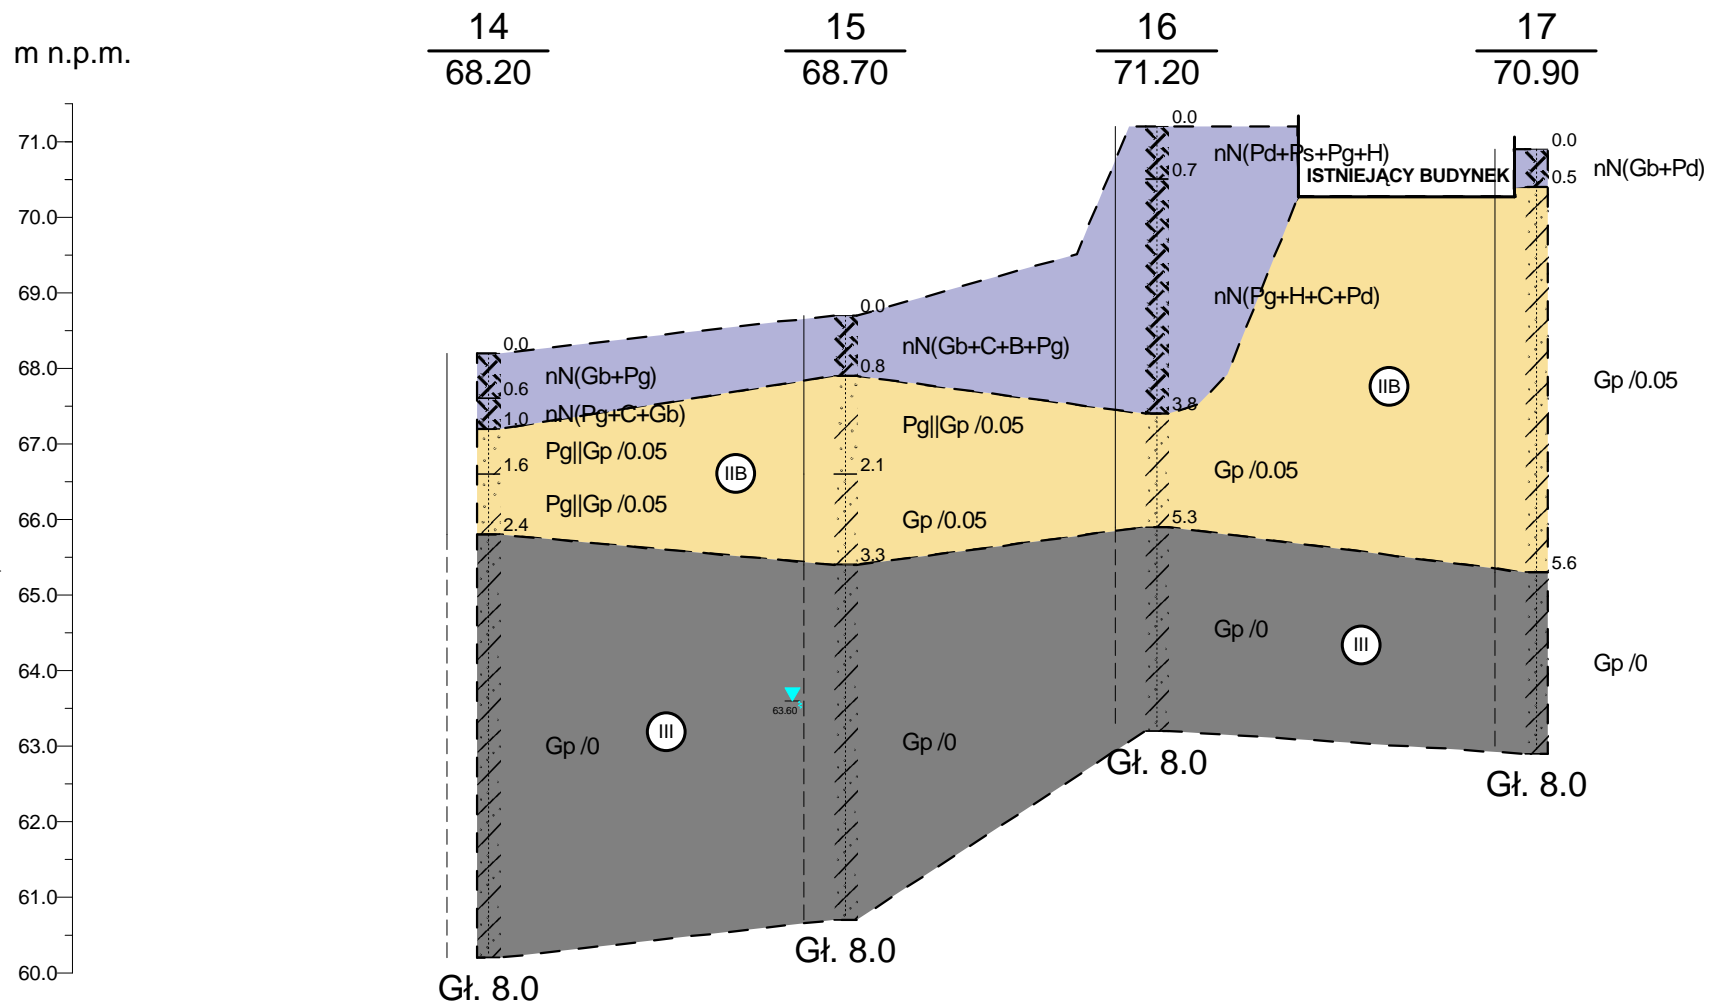 14
15
16
17
m n.p.m.
68.20
68.70
71.20
70.90
71.0
70.0
69.0
68.0
67.0
66.0
65.0
64.0
63.0
62.0
61.0
60.0
0.0
0.6
1.0
1.6
2.4
nN(Gb+Pg)
nN(Pg+C+Gb)
Pg||Gp /0.05
Pg||Gp /0.05
IIB
Gp /0
III
Gł. 8.0
0.0
0.8
2.1
3.3
nN(Gb+C+B+Pg)
Pg||Gp /0.05
Gp /0.05
63.60
Gp /0
Gł. 8.0
0.0
0.7
3.8
5.3
nN(Pd+Ps+Pg+H)
ISTNIEJĄCY BUDYNEK
nN(Pg+H+C+Pd)
IIB
Gp /0.05
Gp /0
III
Gł. 8.0
0.0
0.5
5.6
nN(Gb+Pd)
Gp /0.05
Gp /0
Gł. 8.0